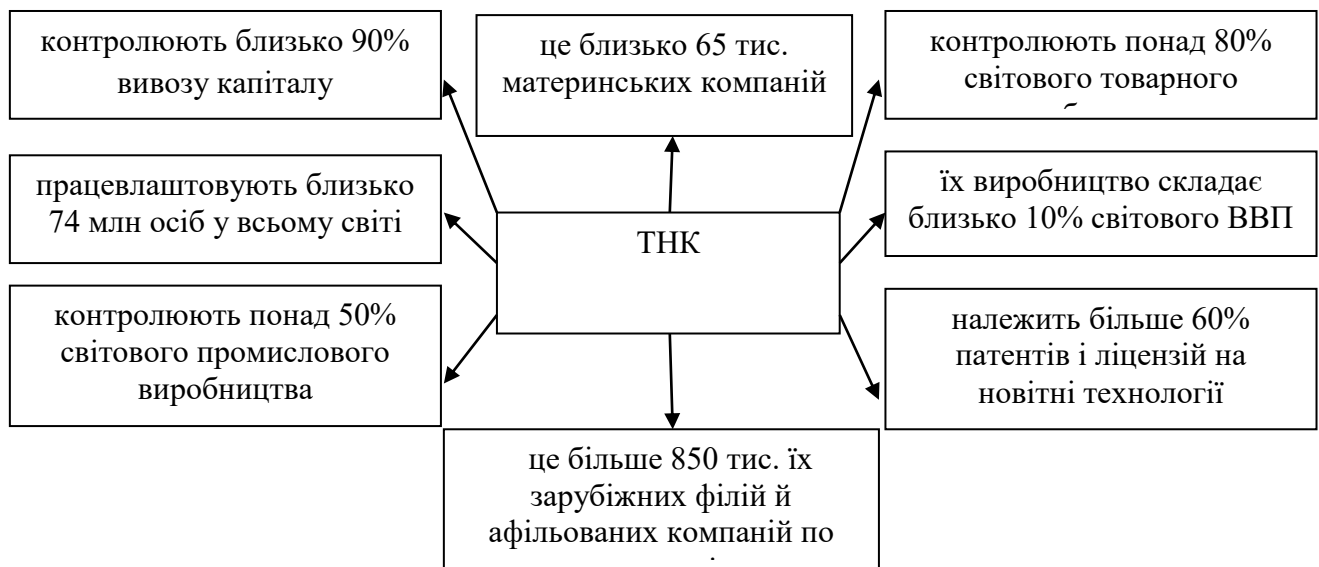 контролюють близько 90%
вивозу капіталу
це близько 65 тис.
материнських компаній
контролюють понад 80%
світового товарного
працевлаштовують близько
74 млн осіб у всьому світі
ТНК
їх виробництво складає
близько 10% світового ВВП
контролюють понад 50%
світового промислового
виробництва
належить більше 60%
патентів і ліцензій на
новітні технології
це більше 850 тис. їх
зарубіжних філій й
афільованих компаній по